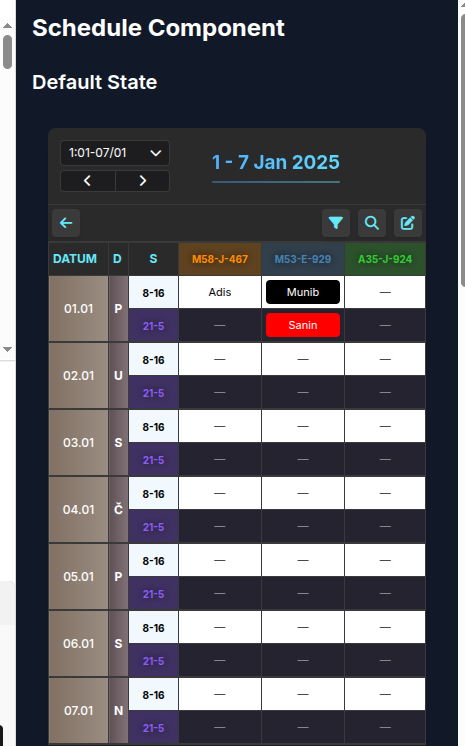 Schedule Component
Default State
1:01-07/01
1 - 7 Jan 2025
DATUM D S M58-J-467 M53-E-929 A35-J-924
01.01 P 8-16 Adis Munib —
21-5 — Sanin —
02.01 U 8-16 — — —
21-5 — — —
03.01 S 8-16 — — —
21-5 — — —
04.01 Č 8-16 — — —
21-5 — — —
05.01 P 8-16 — — —
21-5 — — —
06.01 S 8-16 — — —
21-5 — — —
07.01 N 8-16 — — —
21-5 — — —